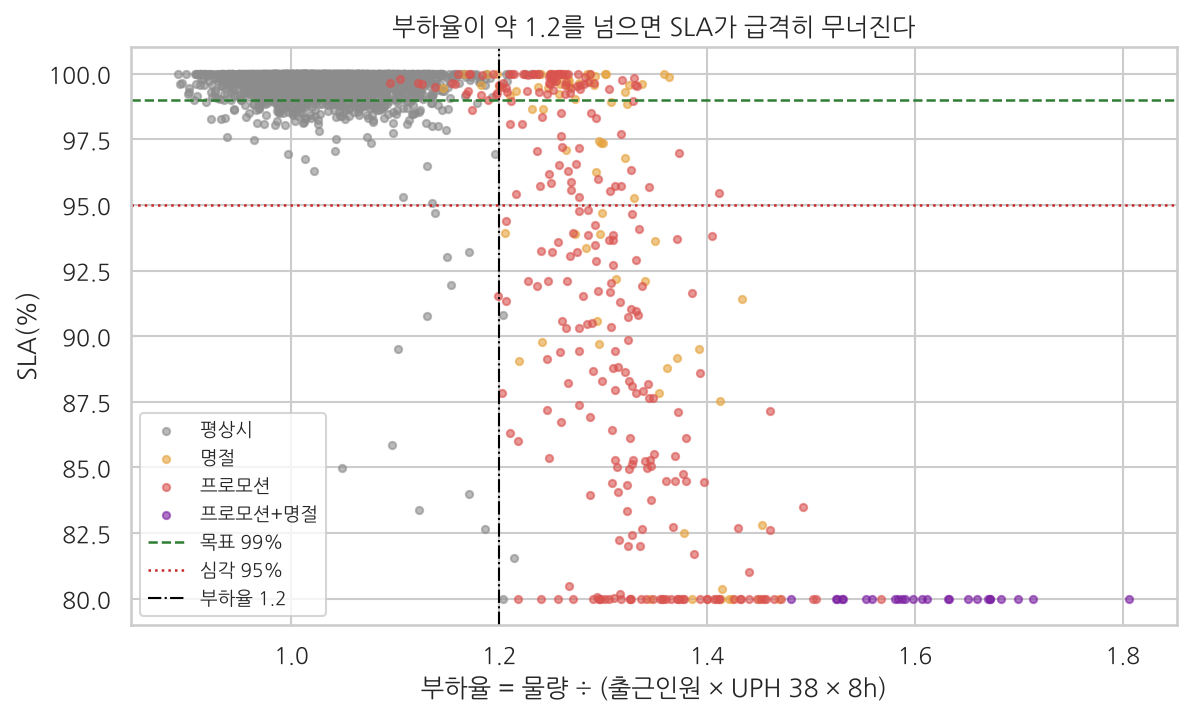 부하율이 약 1.2를 넘으면 SLA가 급격히 무너진다
SLA(%)
100.0
97.5
95.0
92.5
90.0
87.5
85.0
82.5
80.0
평상시
명절
프로모션
프로모션+명절
목표 99%
심각 95%
부하율 1.2
1.0 1.2 1.4 1.6 1.8
부하율 = 물량 ÷ (출근인원 × UPH 38 × 8h)